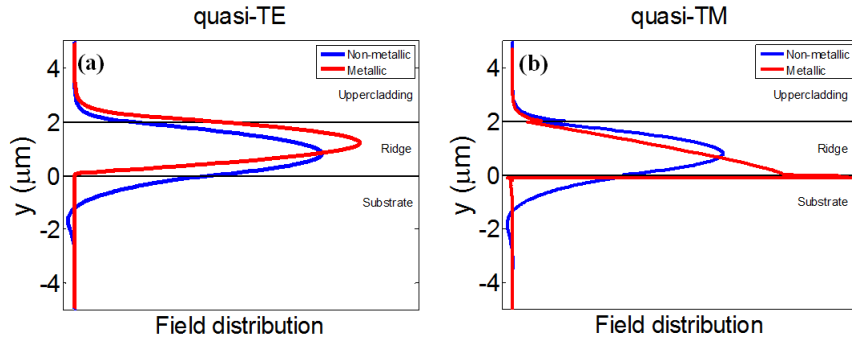 quasi-TE
(a)
Non-metallic
Metallic
Uppercladding
Ridge
Substrate
4
2
0
-2
-4
y (μm)
Field distribution
quasi-TM
(b)
Non-metallic
Metallic
Uppercladding
Ridge
Substrate
4
2
0
-2
-4
y (μm)
Field distribution